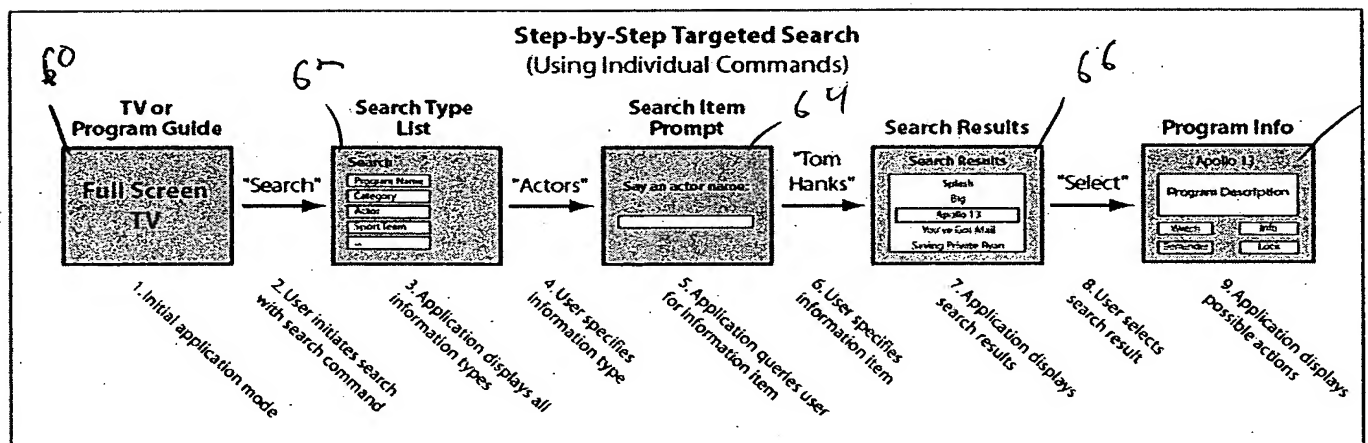 Step-by-Step Targeted Search
(Using Individual Commands)
60
62
64
66
TV or
Program Guide
Full Screen
TV
"Search"
Search Type
List
Search
Program Name
Category
Actor
Sport Team
...
"Actors"
Search Item
Prompt
Say an actor name:
"Tom
Hanks"
Search Results
Search Results
Splash
Big
Apollo 13
You've Got Mail
Saving Private Ryan
"Select"
Program Info
Apollo 13
Program Description
Watch
Info
Reminder
Lock
1. Initial application mode
2. User initiates search
with search command
3. Application displays all
information types
4. User specifies
information type
5. Application queries user
for information item
6. User specifies
information item
7. Application displays
search results
8. User selects
search result
9. Application displays
possible actions